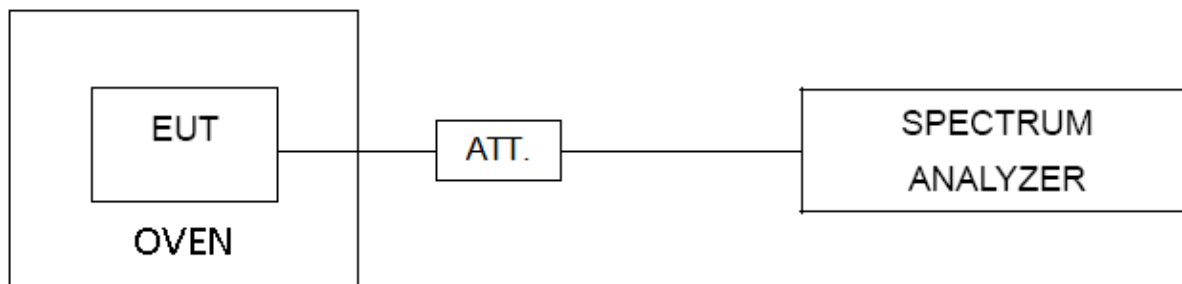 EUT
OVEN
ATT.
SPECTRUM
ANALYZER